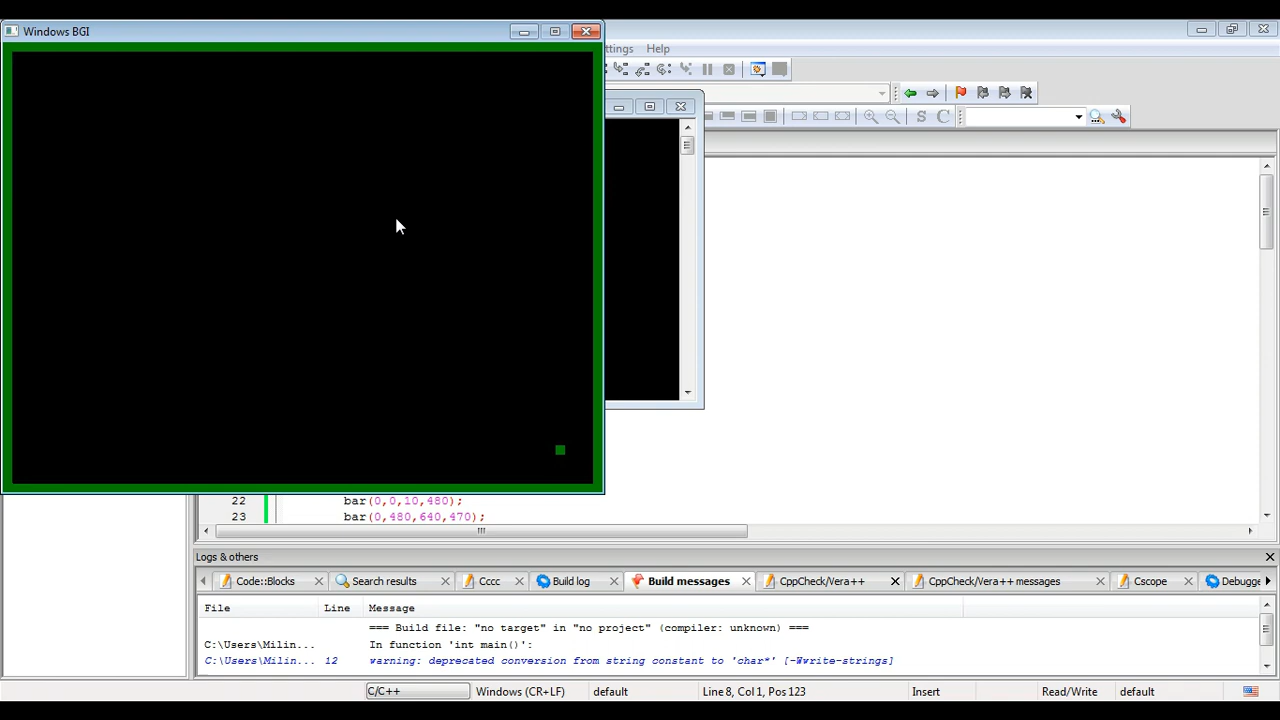 Windows BGI
ttings Help
S C
22 bar(0,0,10,480);
23 bar(0,480,640,470);
Logs & others
Code::Blocks Search results Cccc Build log Build messages CppCheck/Vera++ CppCheck/Vera++ messages Cscope Debugge
File Line Message
=== Build file: "no target" in "no project" (compiler: unknown) ===
C:\Users\Milin... In function 'int main()':
C:\Users\Milin... 12 warning: deprecated conversion from string constant to 'char*' [-Wwrite-strings]
C/C++ Windows (CR+LF) default Line 8, Col 1, Pos 123 Insert Read/Write default